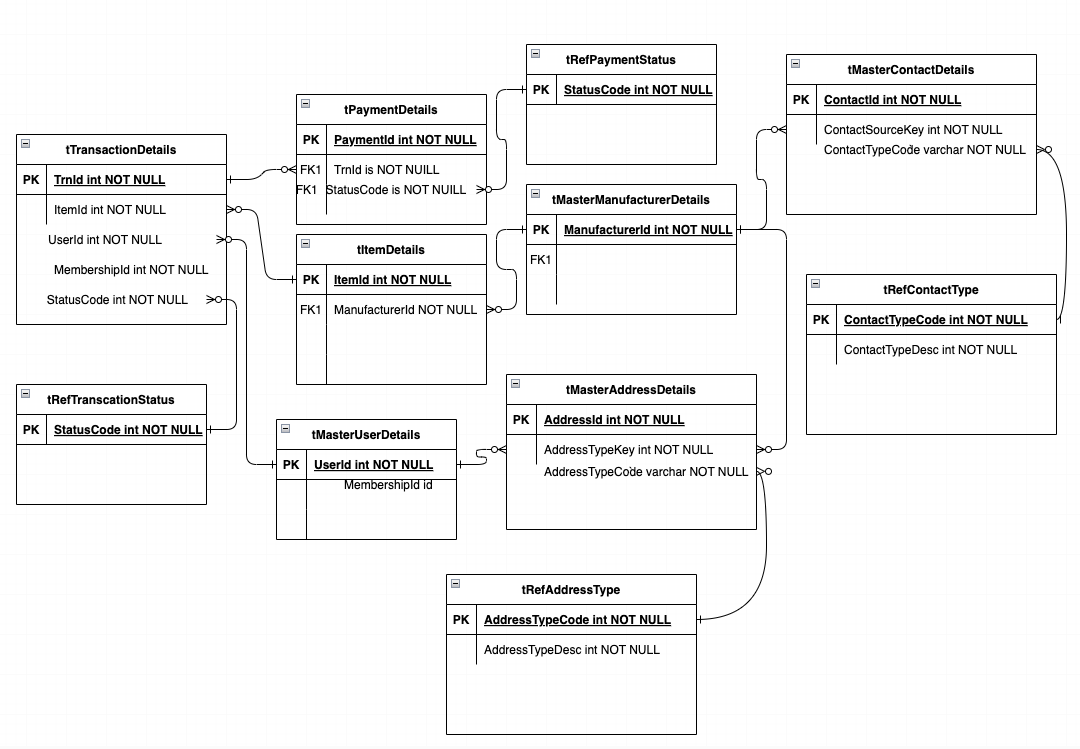 tTransactionDetails
PK TrnId int NOT NULL
ItemId int NOT NULL
UserId int NOT NULL
MembershipId int NOT NULL
StatusCode int NOT NULL
tPaymentDetails
PK PaymentId int NOT NULL
FK1 TrnId is NOT NUlLL
FK1 StatusCode is NOT NULL
tRefPaymentStatus
PK StatusCode int NOT NULL
tMasterContactDetails
PK ContactId int NOT NULL
ContactSourceKey int NOT NULL
ContactTypeCode varchar NOT NULL
tItemDetails
PK ItemId int NOT NULL
FK1 ManufacturerId NOT NULL
tMasterManufacturerDetails
PK ManufacturerId int NOT NULL
FK1
tRefContactType
PK ContactTypeCode int NOT NULL
ContactTypeDesc int NOT NULL
tRefTranscationStatus
PK StatusCode int NOT NULL
tMasterUserDetails
PK UserId int NOT NULL
MembershipId id
tMasterAddressDetails
PK AddressId int NOT NULL
AddressTypeKey int NOT NULL
AddressTypeCode varchar NOT NULL
tRefAddressType
PK AddressTypeCode int NOT NULL
AddressTypeDesc int NOT NULL